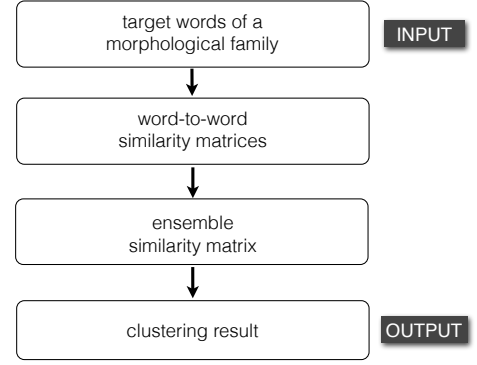 target words of a
morphological family
INPUT
word-to-word
similarity matrices
ensemble
similarity matrix
clustering result
OUTPUT